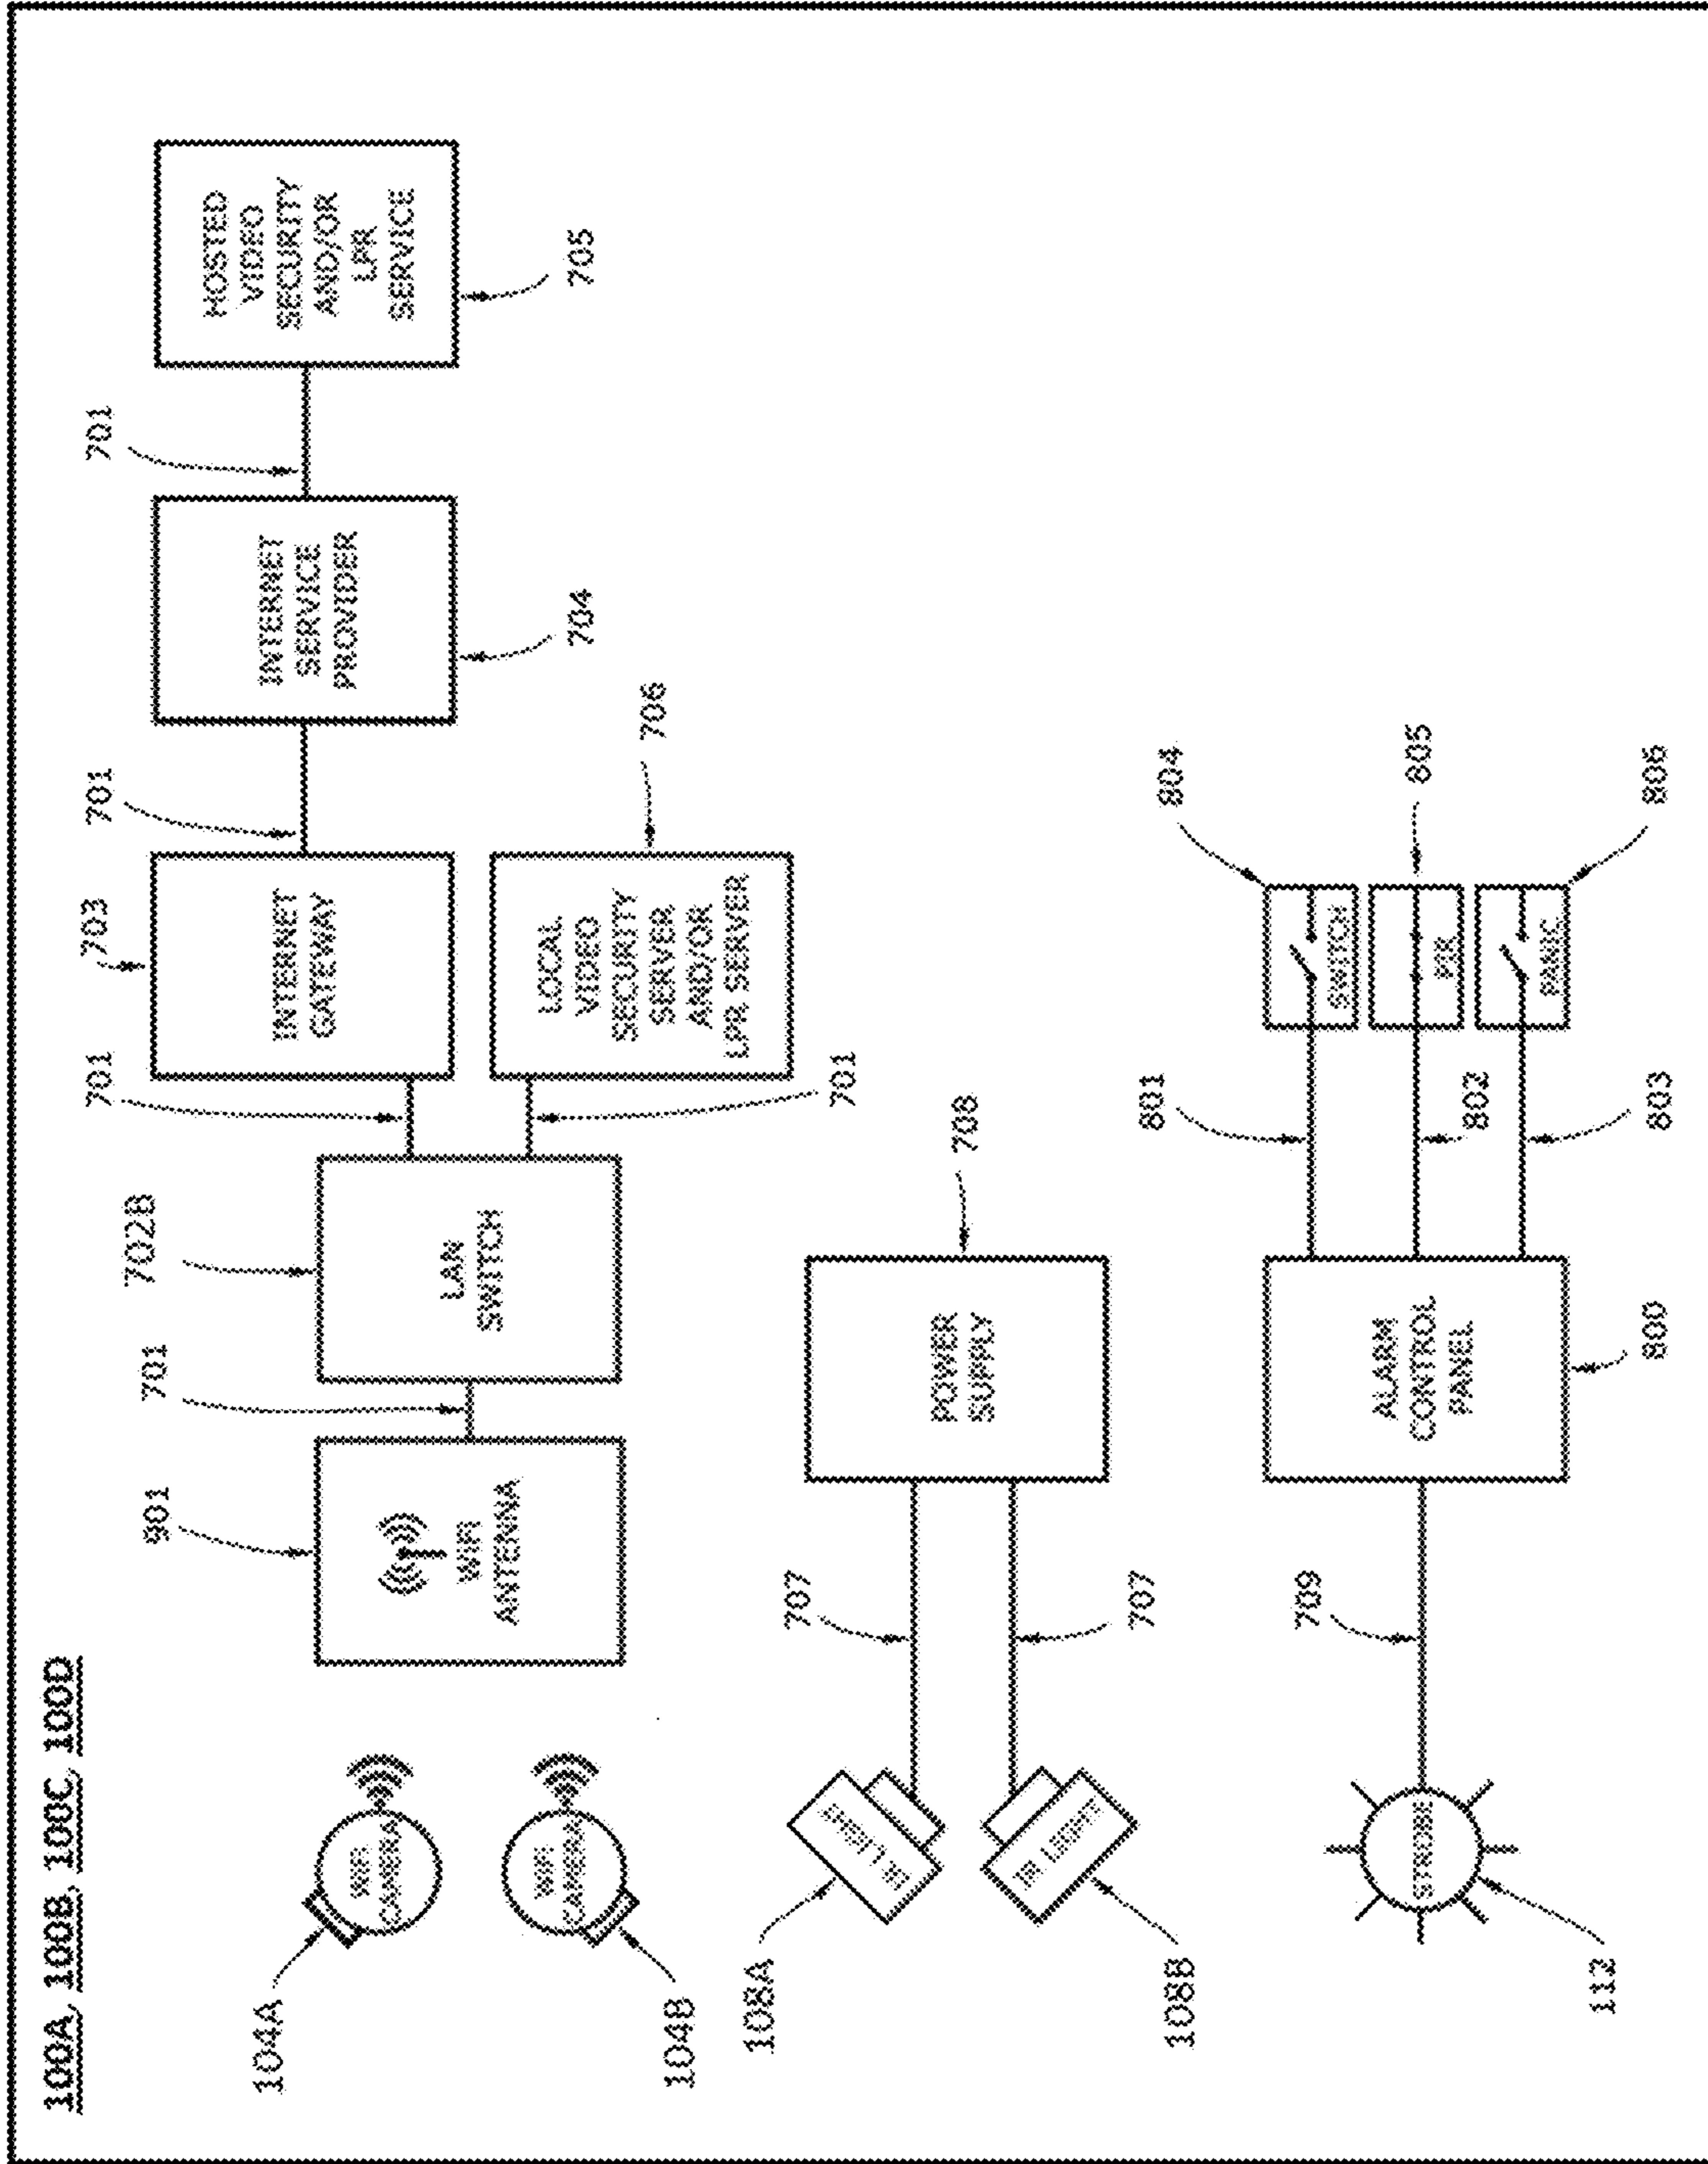 100A, 100B, 100C, 100D
104A
104B
WIFI
CAMERA
WIFI
CAMERA
901
WIFI
ANTENNA
701
702B
LAN
SWITCH
701
701
703
INTERNET
GATEWAY
LOCAL
VIDEO
SECURITY
SERVER
AND/OR
LPR SERVER
706
701
INTERNET
SERVICE
PROVIDER
704
701
HOSTED
VIDEO
SECURITY
AND/OR
LPR
SERVICE
705
108A
IR LIGHT
108B
IR LIGHT
707
707
POWER
SUPPLY
708
112
STROBE
709
ALARM
CONTROL
PANEL
800
801
802
803
SWITCH
804
PIR
805
PANIC
806